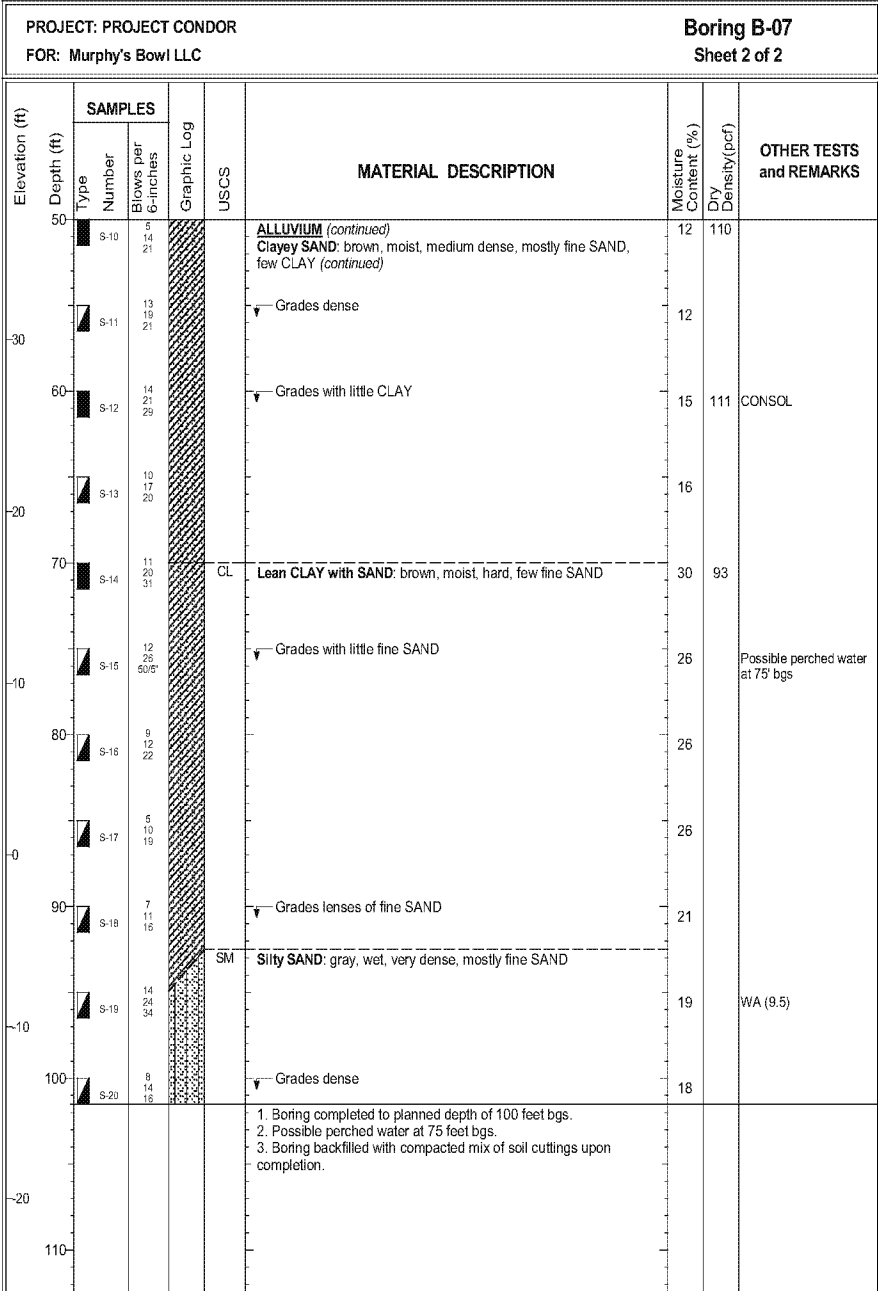 PROJECT: PROJECT CONDOR
FOR: Murphy's Bowl LLC
Boring B-07
Sheet 2 of 2
Elevation (ft)
Depth (ft)
SAMPLES
Type
Number
Blows per
6-inches
Graphic Log
USCS
MATERIAL DESCRIPTION
Moisture
Content (%)
Dry
Density(pcf)
OTHER TESTS
and REMARKS
50
S-10
5
14
21
ALLUVIUM (continued)
Clayey SAND: brown, moist, medium dense, mostly fine SAND,
few CLAY (continued)
12
110
S-11
13
19
21
Grades dense
12
30
60
S-12
14
21
29
Grades with little CLAY
15
111
CONSOL
S-13
10
17
20
16
20
70
S-14
11
20
31
CL
Lean CLAY with SAND: brown, moist, hard, few fine SAND
30
93
S-15
12
26
50/5"
Grades with little fine SAND
26
Possible perched water
at 75' bgs
10
80
S-16
9
12
22
26
S-17
5
10
19
26
0
90
S-18
7
11
16
Grades lenses of fine SAND
21
SM
Silty SAND: gray, wet, very dense, mostly fine SAND
S-19
14
24
34
19
WA (9.5)
-10
100
S-20
8
14
16
Grades dense
18
1. Boring completed to planned depth of 100 feet bgs.
2. Possible perched water at 75 feet bgs.
3. Boring backfilled with compacted mix of soil cuttings upon
completion.
-20
110